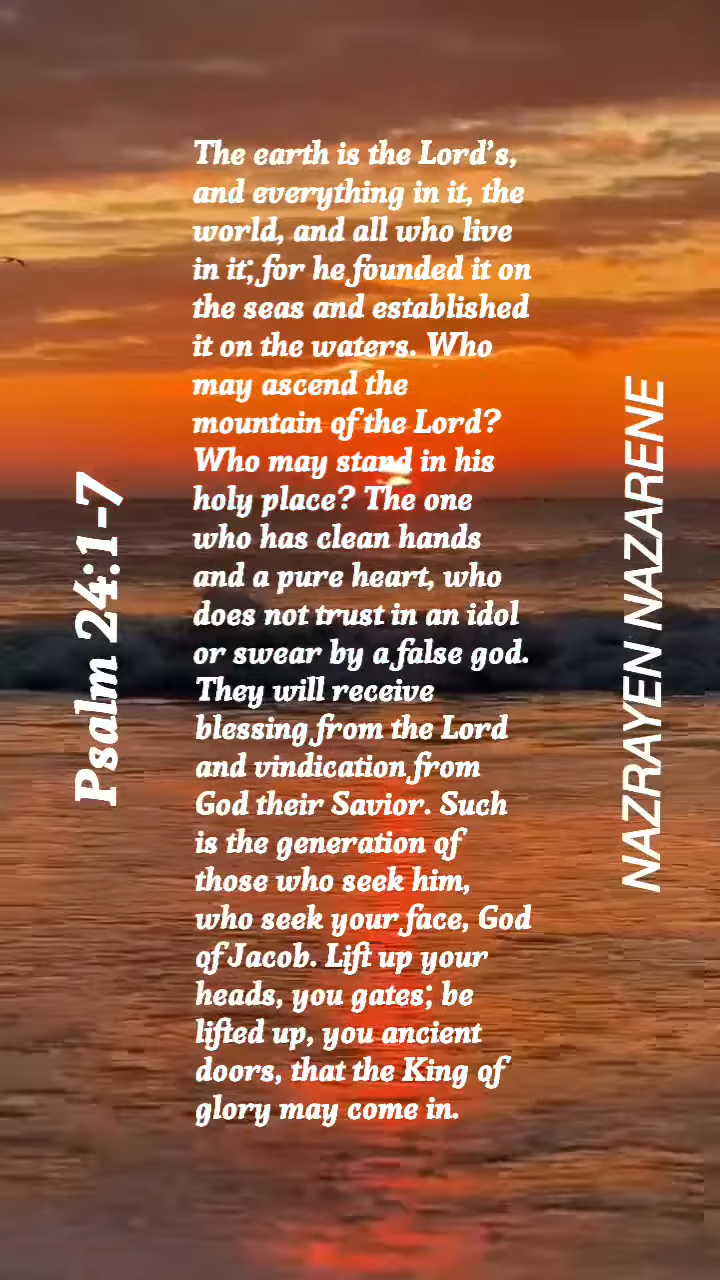 The earth is the Lord's,
and everything in it, the
world, and all who live
in it; for he founded it on
the seas and established
it on the waters. Who
may ascend the
mountain of the Lord?
Who may stand in his
holy place? The one
who has clean hands
and a pure heart, who
does not trust in an idol
or swear by a false god.
They will receive
blessing from the Lord
and vindication from
God their Savior. Such
is the generation of
those who seek him,
who seek your face, God
of Jacob. Lift up your
heads, you gates; be
lifted up, you ancient
doors, that the King of
glory may come in.
Psalm 24:1-7
NAZRAYEN NAZARENE